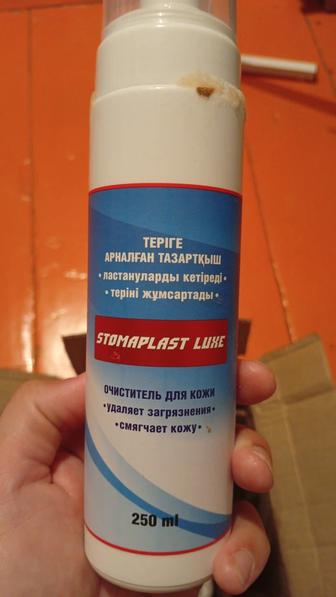 ТЕРІГЕ
АРНАЛҒАН ТАЗАРТҚЫШ
•ластануларды кетіреді•
•теріні жұмсартады•
STOMAPLAST LUXE
ОЧИСТИТЕЛЬ ДЛЯ КОЖИ
•удаляет загрязнения•
•смягчает кожу•
250 ml